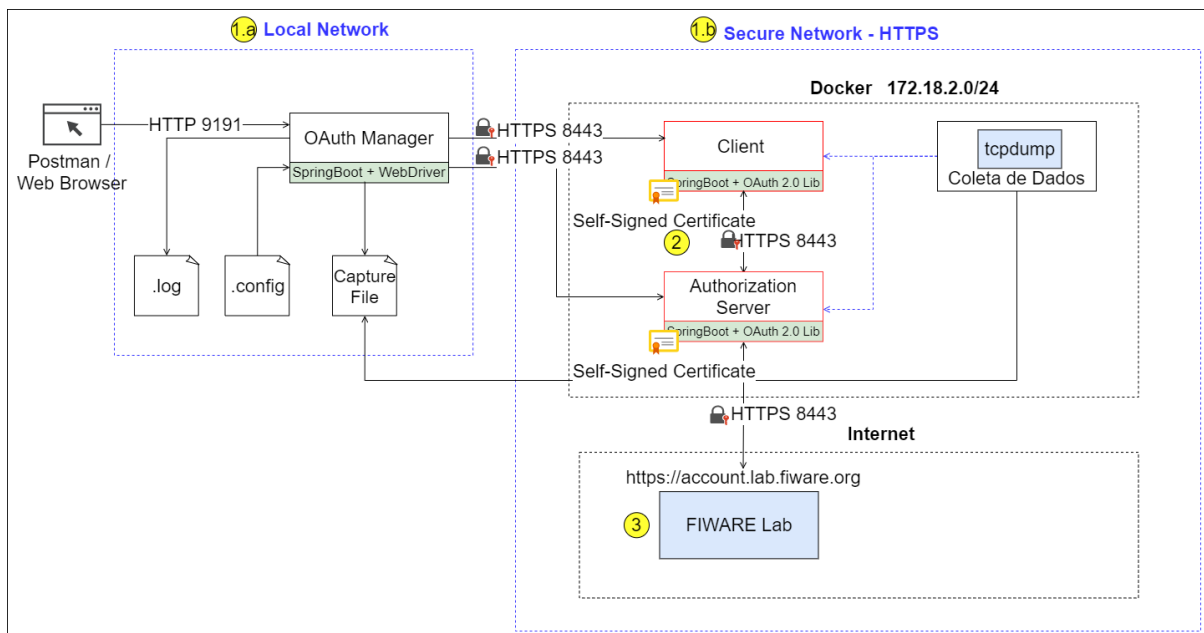 1.a Local Network
1.b Secure Network - HTTPS
Docker 172.18.2.0/24
Postman /
Web Browser
HTTP 9191
OAuth Manager
SpringBoot + WebDriver
HTTPS 8443
HTTPS 8443
Client
SpringBoot + OAuth 2.0 Lib
Self-Signed Certificate
tcpdump
Coleta de Dados
2
HTTPS 8443
.log
.config
Capture
File
Authorization
Server
SpringBoot + OAuth 2.0 Lib
Self-Signed Certificate
HTTPS 8443
Internet
https://account.lab.fiware.org
3
FIWARE Lab